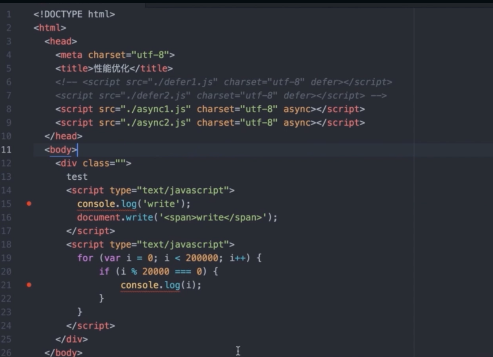 1 <!DOCTYPE html>
2 <html>
3 <head>
4 <meta charset="utf-8">
5 <title>性能优化</title>
6 <!-- <script src="./defer1.js" charset="utf-8" defer></script>
7 <script src="./defer2.js" charset="utf-8" defer></script> -->
8 <script src="./async1.js" charset="utf-8" async></script>
9 <script src="./async2.js" charset="utf-8" async></script>
10 </head>
11 <body>
12 <div class="">
13 test
14 <script type="text/javascript">
15 console.log('write');
16 document.write('<span>write</span>');
17 </script>
18 <script type="text/javascript">
19 for (var i = 0; i < 200000; i++) {
20 if (i % 20000 === 0) {
21 console.log(i);
22 }
23 }
24 </script>
25 </div>
26 </body>